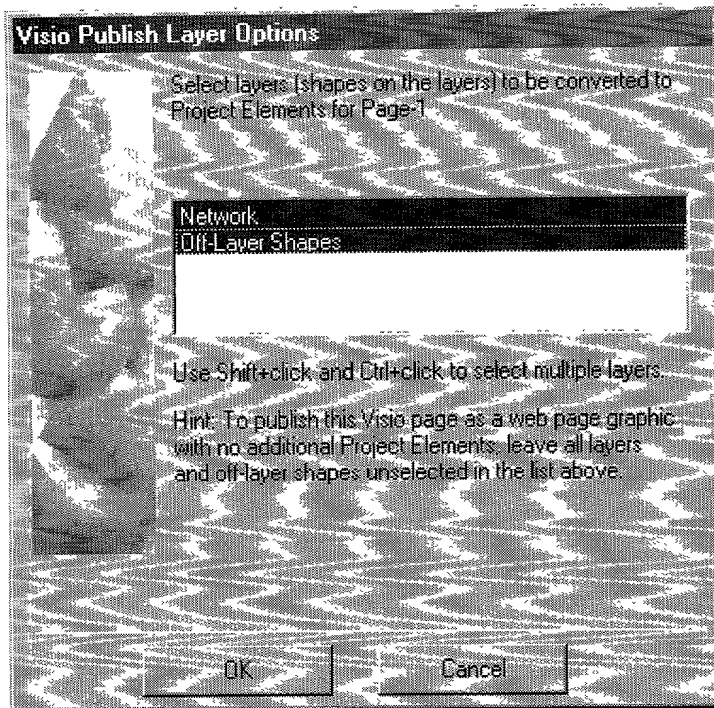 Visio Publish Layer Options
Select layers (shapes on the layers) to be converted to
Project Elements for Page-1
Network
Off-Layer Shapes
Use Shift+click and Ctrl+click to select multiple layers.
Hint: To publish this Visio page as a web page graphic
with no additional Project Elements, leave all layers
and off-layer shapes unselected in the list above.
OK
Cancel